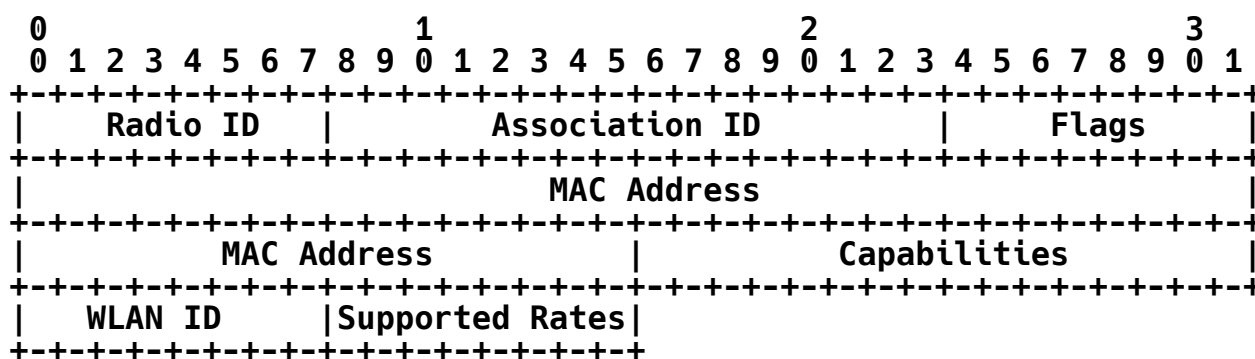 0                   1                   2                   3
 0 1 2 3 4 5 6 7 8 9 0 1 2 3 4 5 6 7 8 9 0 1 2 3 4 5 6 7 8 9 0 1
+-+-+-+-+-+-+-+-+-+-+-+-+-+-+-+-+-+-+-+-+-+-+-+-+-+-+-+-+-+-+-+-+
|    Radio ID   |        Association ID         |     Flags     |
+-+-+-+-+-+-+-+-+-+-+-+-+-+-+-+-+-+-+-+-+-+-+-+-+-+-+-+-+-+-+-+-+
|                           MAC Address                         |
+-+-+-+-+-+-+-+-+-+-+-+-+-+-+-+-+-+-+-+-+-+-+-+-+-+-+-+-+-+-+-+-+
|          MAC Address          |          Capabilities         |
+-+-+-+-+-+-+-+-+-+-+-+-+-+-+-+-+-+-+-+-+-+-+-+-+-+-+-+-+-+-+-+-+
|   WLAN ID     |Supported Rates|
+-+-+-+-+-+-+-+-+-+-+-+-+-+-+-+-+